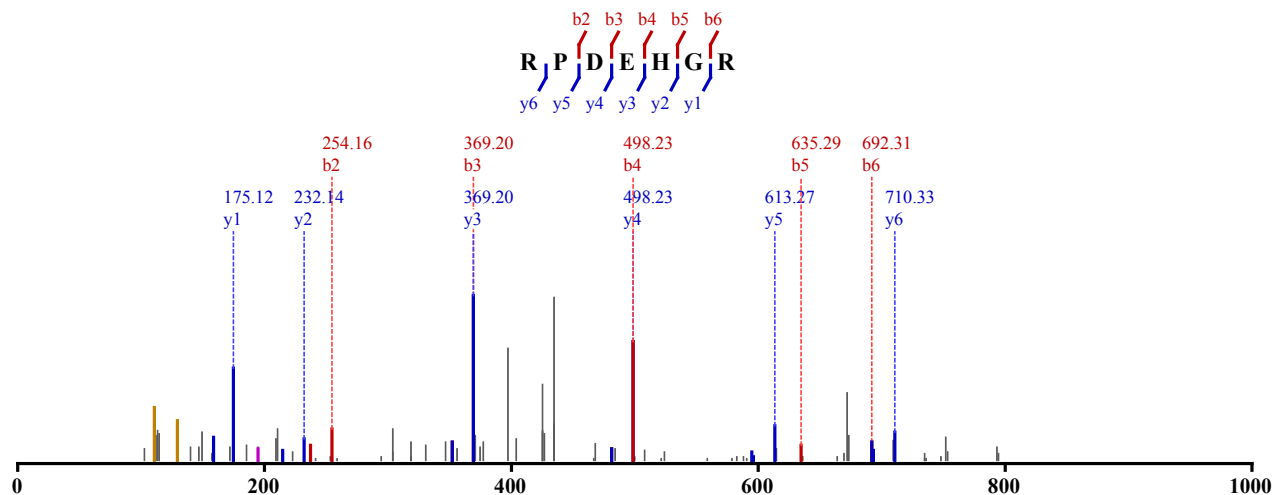 b2 b3 b4 b5 b6
R P D E H G R
y6 y5 y4 y3 y2 y1
254.16 369.20 498.23 635.29 692.31
b2 b3 b4 b5 b6
175.12 232.14 369.20 498.23 613.27 710.33
y1 y2 y3 y4 y5 y6
0 200 400 600 800 1000